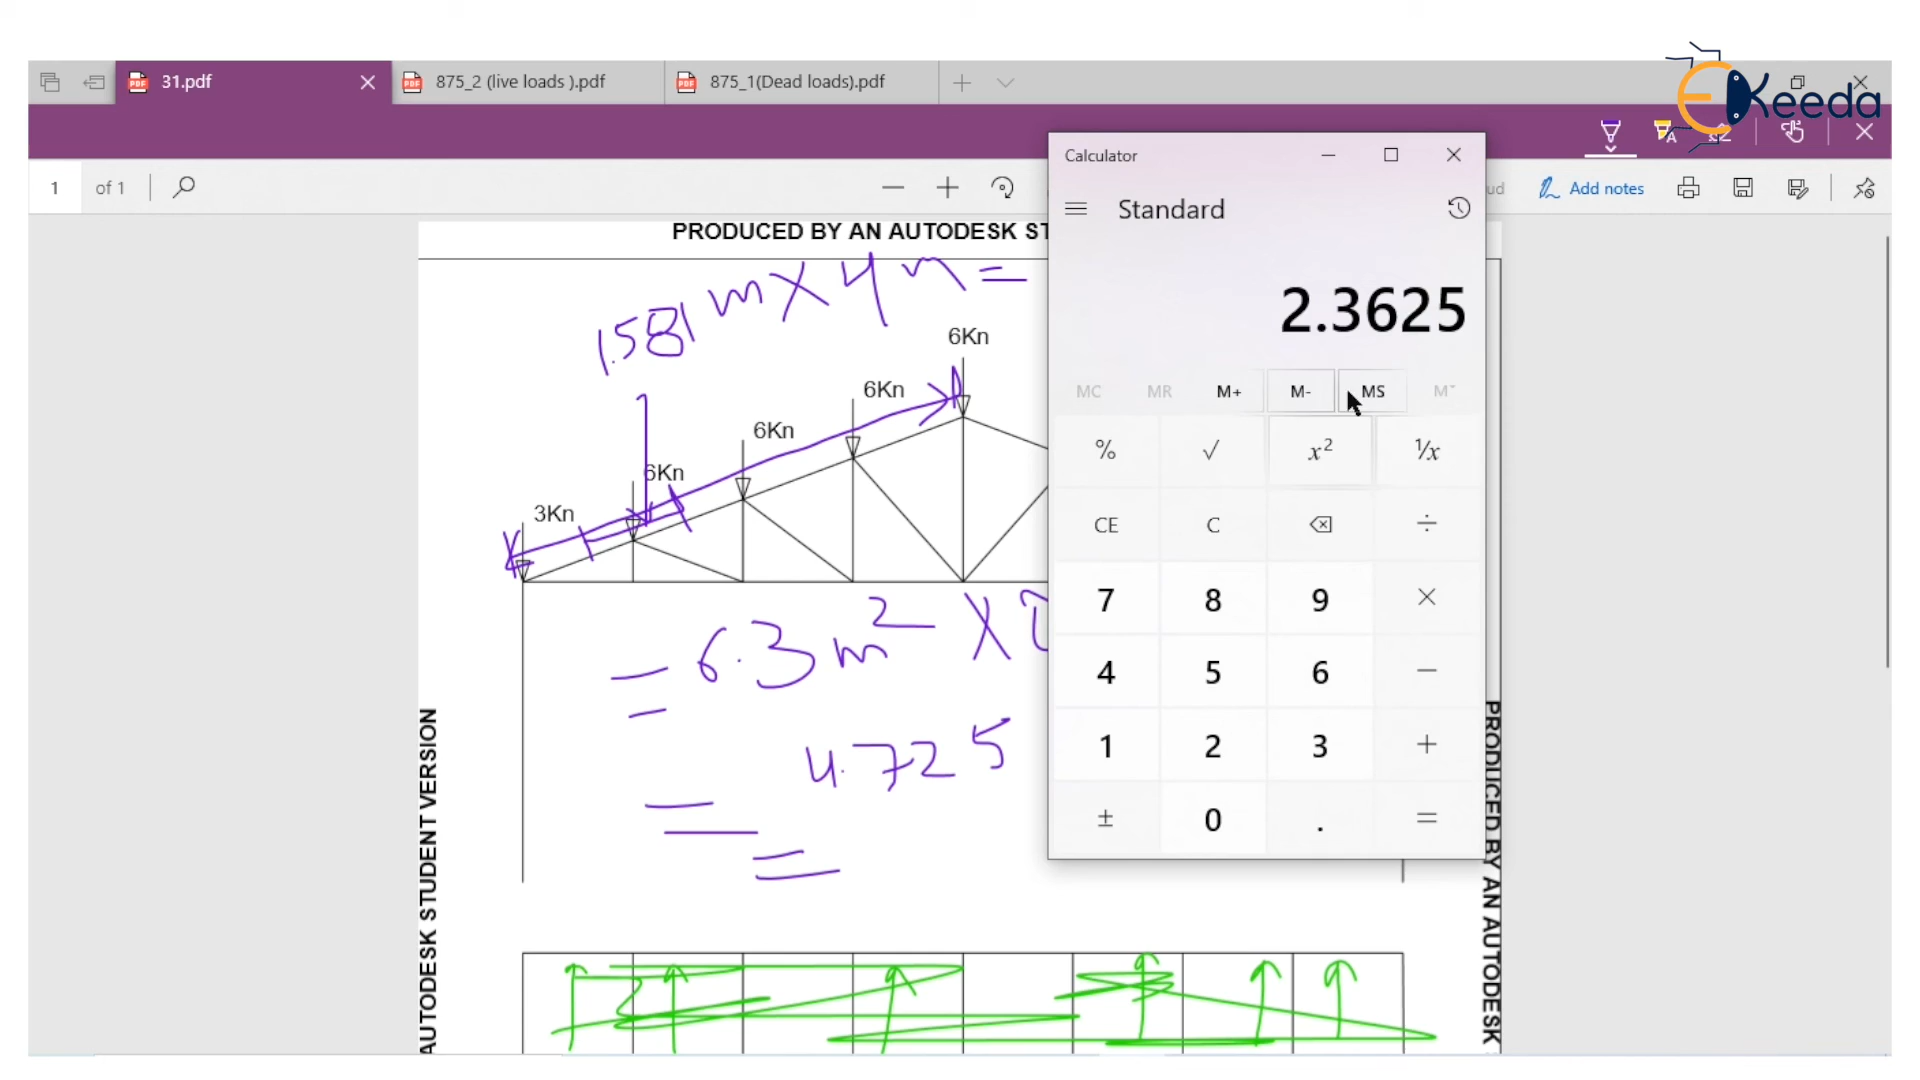 31.pdf
875_2 (live loads ).pdf
875_1(Dead loads).pdf
EKeeda
1 of 1
ud
Add notes
PRODUCED BY AN AUTODESK ST
1.581 m X 4 m =
6Kn
6Kn
6Kn
6Kn
3Kn
= 6.3 m² X
= 4.725
=
AUTODESK STUDENT VERSION
PRODUCED BY AN AUTODESK
Calculator
Standard
2.3625
MC MR M+ M- MS M˅
% √ x² ¹/x
CE C ÷
7 8 9 ×
4 5 6 −
1 2 3 +
± 0 . =